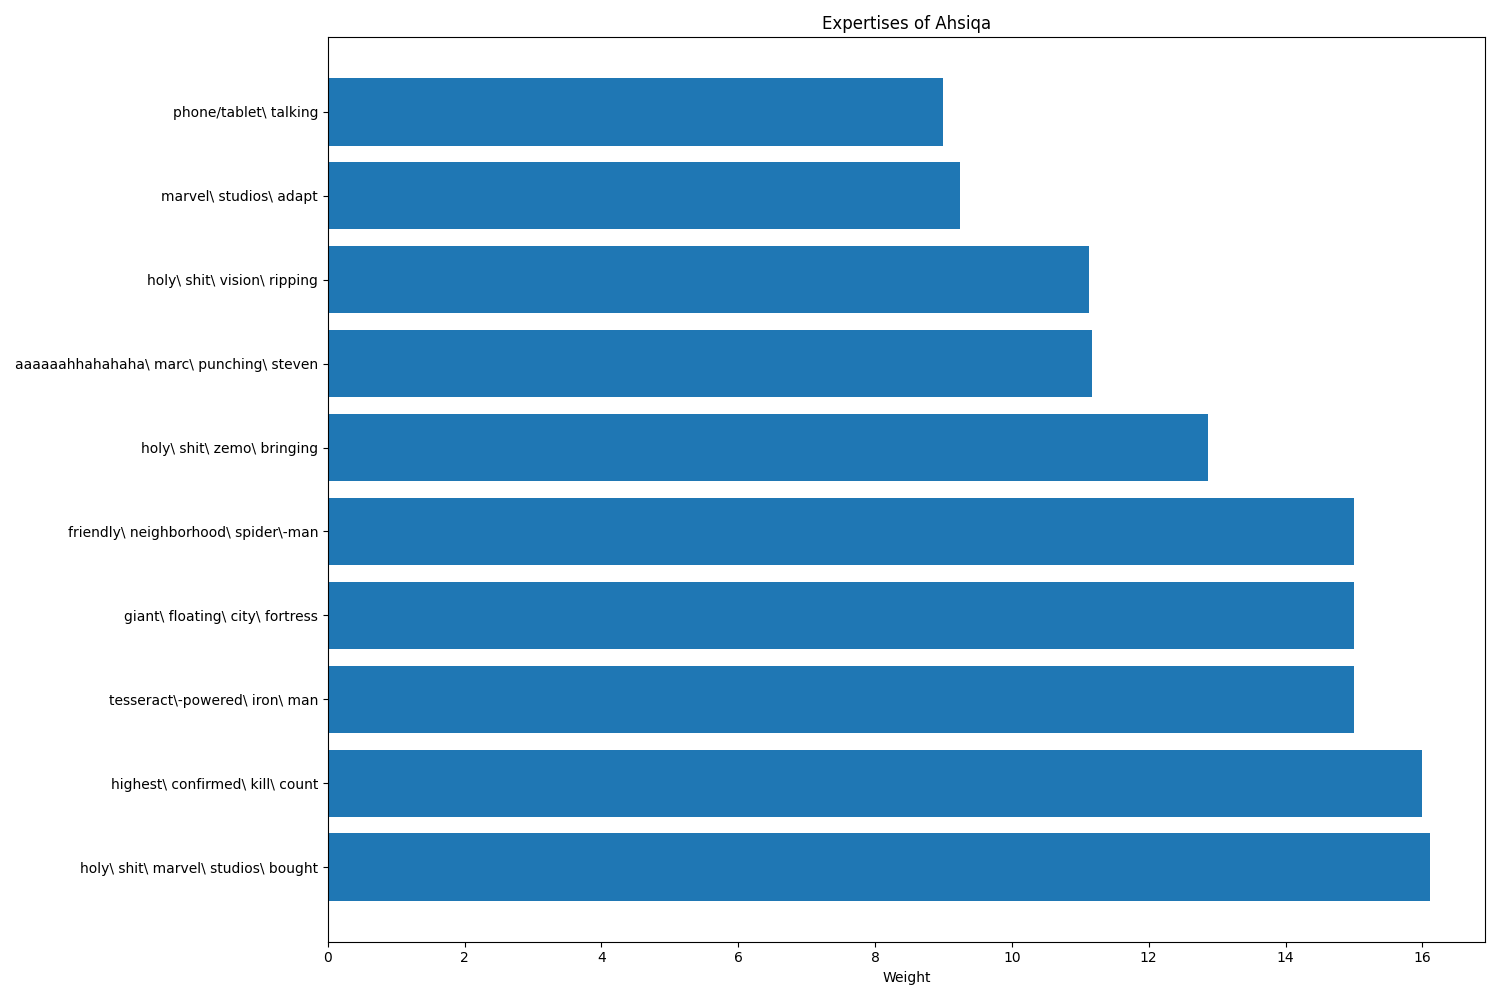 Expertises of Ahsiqa
phone/tablet\ talking
marvel\ studios\ adapt
holy\ shit\ vision\ ripping
aaaaaahhahahaha\ marc\ punching\ steven
holy\ shit\ zemo\ bringing
friendly\ neighborhood\ spider\-man
giant\ floating\ city\ fortress
tesseract\-powered\ iron\ man
highest\ confirmed\ kill\ count
holy\ shit\ marvel\ studios\ bought
0 2 4 6 8 10 12 14 16
Weight